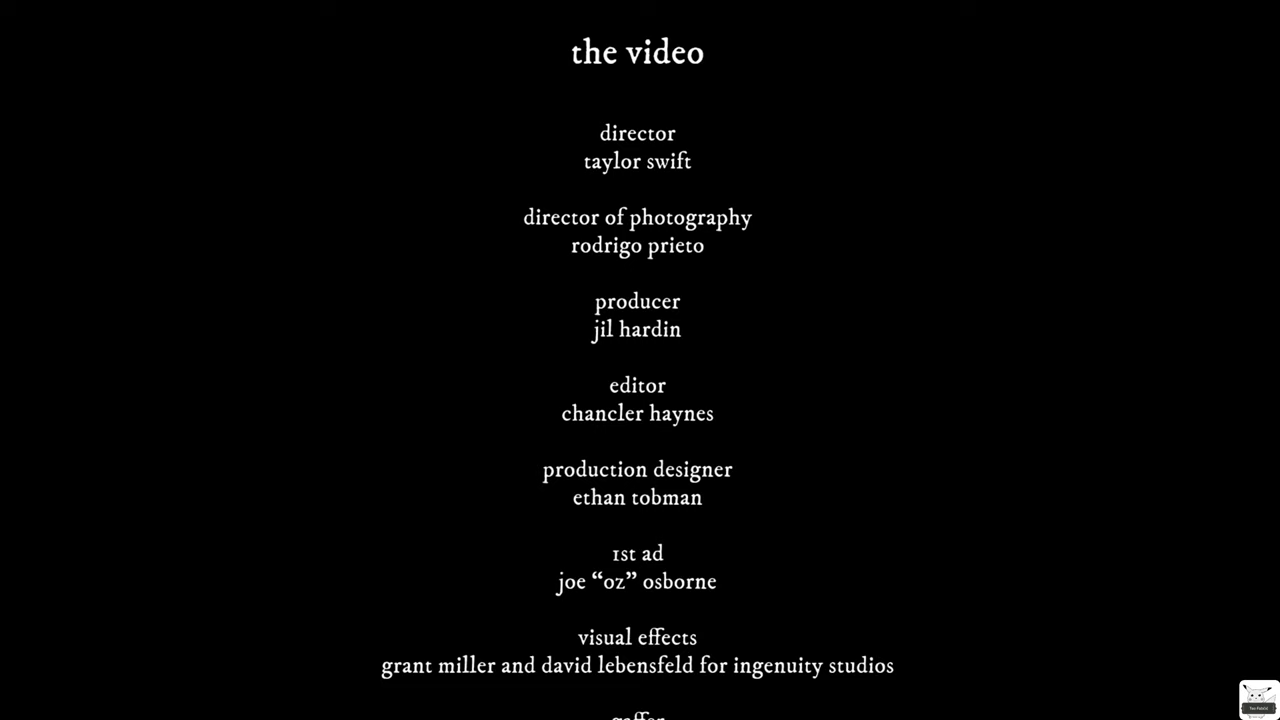 the video
director
taylor swift
director of photography
rodrigo prieto
producer
jil hardin
editor
chancler haynes
production designer
ethan tobman
1st ad
joe “oz” osborne
visual effects
grant miller and david lebensfeld for ingenuity studios
gaffer